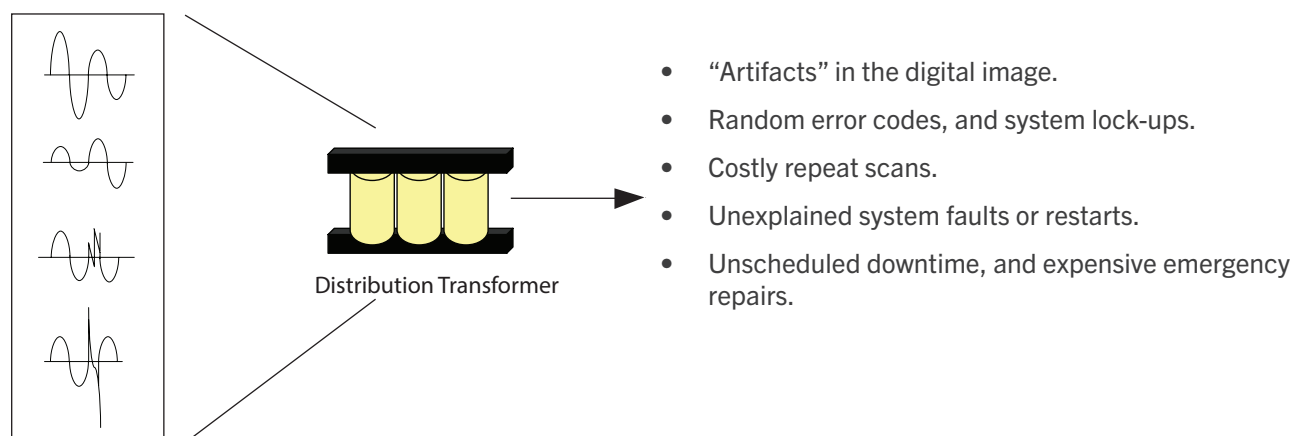 • “Artifacts” in the digital image.
• Random error codes, and system lock-ups.
• Costly repeat scans.
• Unexplained system faults or restarts.
• Unscheduled downtime, and expensive emergency
repairs.
Distribution Transformer